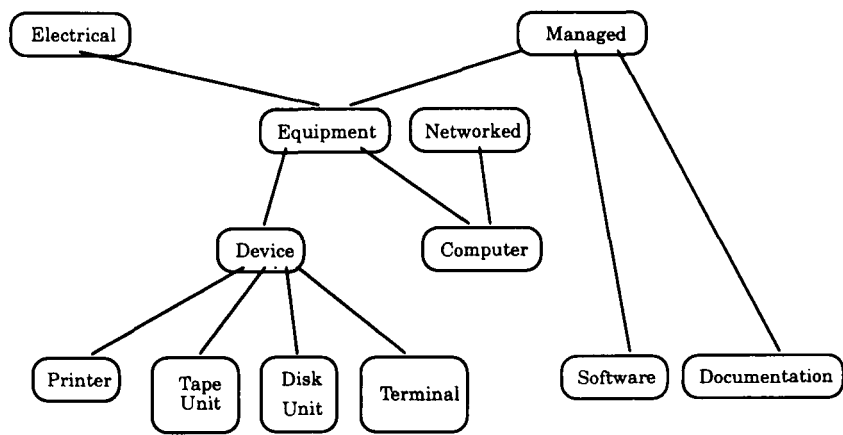 Electrical
Managed
Equipment
Networked
Device
Computer
Printer
Tape
Unit
Disk
Unit
Terminal
Software
Documentation